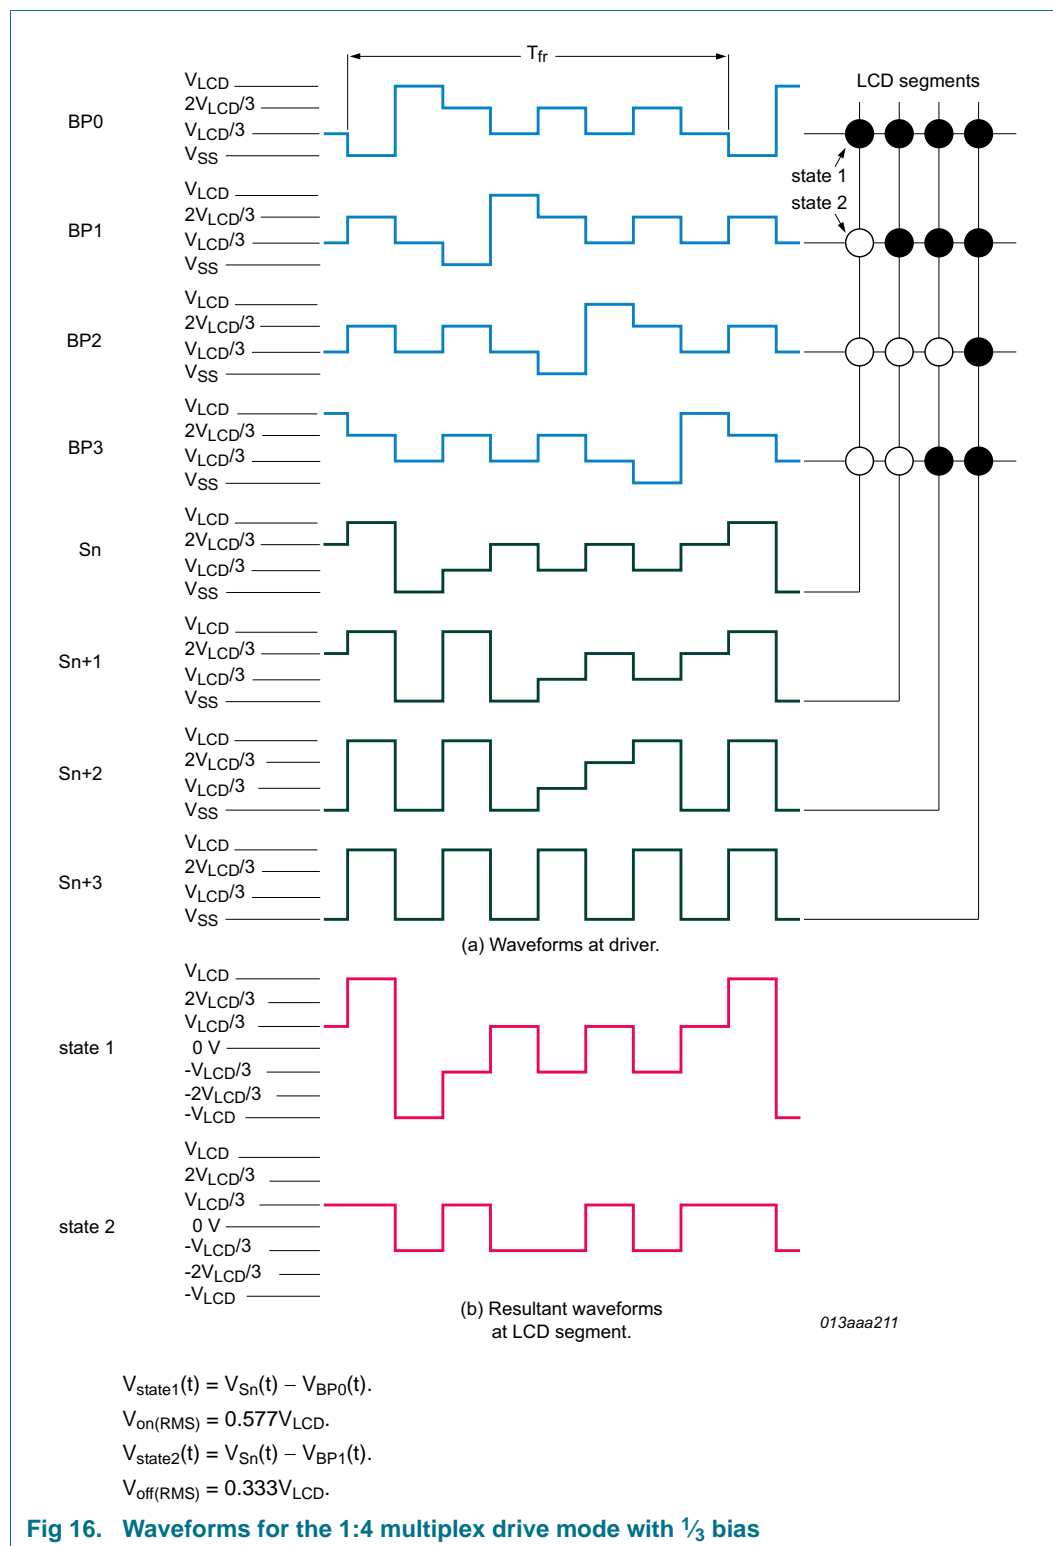 Tfr
VLCD
2VLCD/3
BP0
VLCD/3
VSS
LCD segments
state 1
state 2
VLCD
2VLCD/3
BP1
VLCD/3
VSS
VLCD
2VLCD/3
BP2
VLCD/3
VSS
VLCD
2VLCD/3
BP3
VLCD/3
VSS
VLCD
2VLCD/3
Sn
VLCD/3
VSS
VLCD
2VLCD/3
Sn+1
VLCD/3
VSS
VLCD
2VLCD/3
Sn+2
VLCD/3
VSS
VLCD
2VLCD/3
Sn+3
VLCD/3
VSS
(a) Waveforms at driver.
VLCD
2VLCD/3
VLCD/3
state 1
0 V
-VLCD/3
-2VLCD/3
-VLCD
VLCD
2VLCD/3
VLCD/3
state 2
0 V
-VLCD/3
-2VLCD/3
-VLCD
(b) Resultant waveforms
at LCD segment.
013aaa211
Vstate1(t) = VSn(t) − VBP0(t).
Von(RMS) = 0.577VLCD.
Vstate2(t) = VSn(t) − VBP1(t).
Voff(RMS) = 0.333VLCD.
Fig 16. Waveforms for the 1:4 multiplex drive mode with 1⁄3 bias